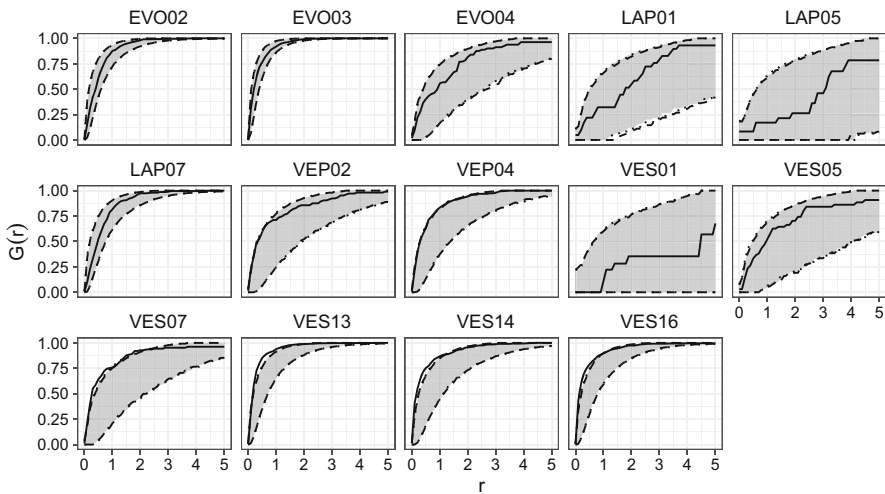 EVO02 EVO03 EVO04 LAP01 LAP05
1.00
0.75
0.50
0.25
0.00
LAP07 VEP02 VEP04 VES01 VES05
1.00
0.75
0.50
0.25
0.00
G(r)
0 1 2 3 4 5
VES07 VES13 VES14 VES16
1.00
0.75
0.50
0.25
0.00
0 1 2 3 4 5 0 1 2 3 4 5 0 1 2 3 4 5 0 1 2 3 4 5
r